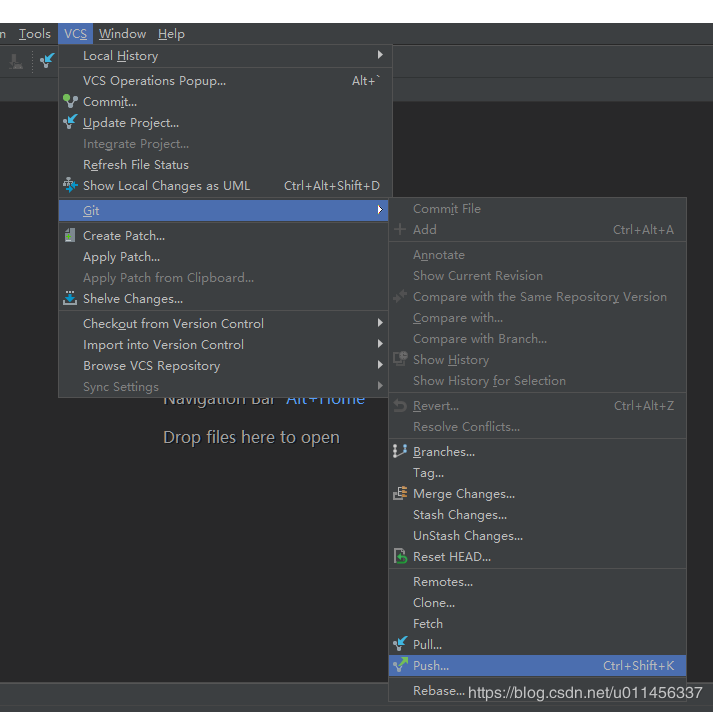 n Tools VCS Window Help
Local History
VCS Operations Popup... Alt+`
Commit...
Update Project...
Integrate Project...
Refresh File Status
Show Local Changes as UML Ctrl+Alt+Shift+D
Git
Create Patch...
Apply Patch...
Apply Patch from Clipboard...
Shelve Changes...
Checkout from Version Control
Import into Version Control
Browse VCS Repository
Sync Settings
Navigation Bar Alt+Home
Drop files here to open
Commit File
Add Ctrl+Alt+A
Annotate
Show Current Revision
Compare with the Same Repository Version
Compare with...
Compare with Branch...
Show History
Show History for Selection
Revert... Ctrl+Alt+Z
Resolve Conflicts...
Branches...
Tag...
Merge Changes...
Stash Changes...
UnStash Changes...
Reset HEAD...
Remotes...
Clone...
Fetch
Pull...
Push... Ctrl+Shift+K
Rebase...
https://blog.csdn.net/u011456337